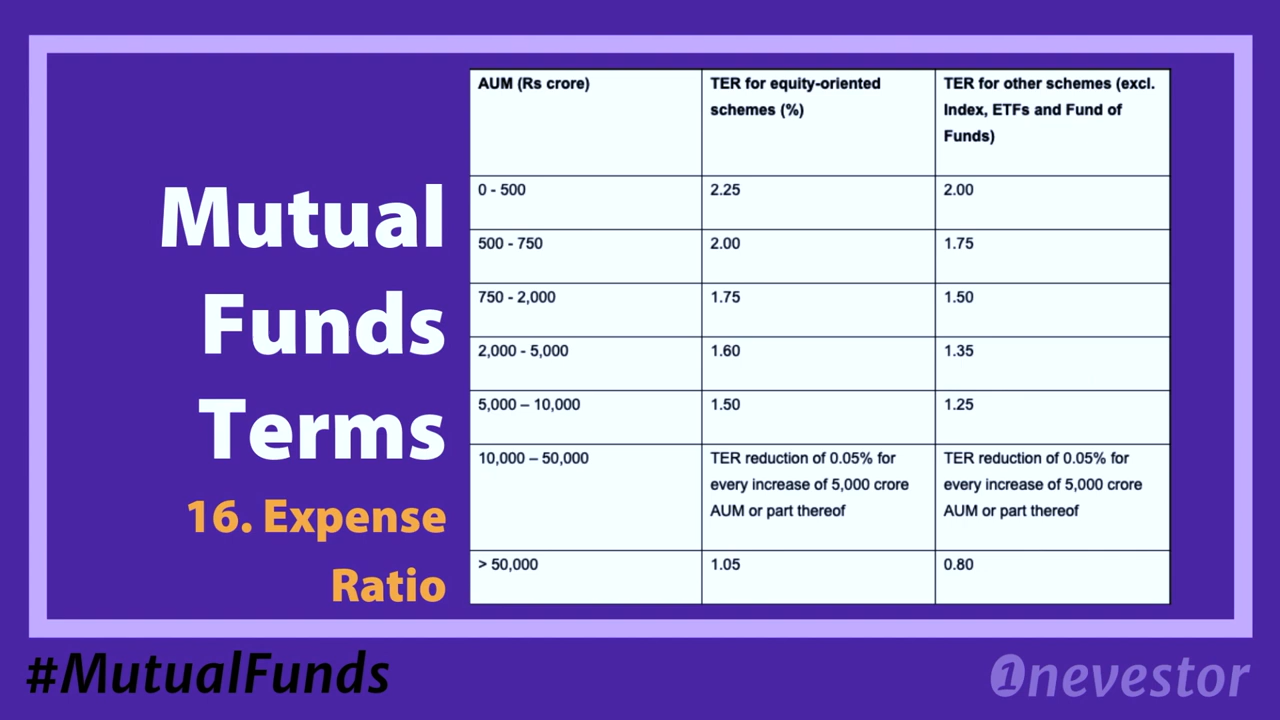 Mutual
Funds
Terms
16. Expense
Ratio
AUM (Rs crore)
TER for equity-oriented
schemes (%)
TER for other schemes (excl.
Index, ETFs and Fund of
Funds)
0 - 500
2.25
2.00
500 - 750
2.00
1.75
750 - 2,000
1.75
1.50
2,000 - 5,000
1.60
1.35
5,000 – 10,000
1.50
1.25
10,000 – 50,000
TER reduction of 0.05% for
every increase of 5,000 crore
AUM or part thereof
TER reduction of 0.05% for
every increase of 5,000 crore
AUM or part thereof
> 50,000
1.05
0.80
#MutualFunds
1nevestor